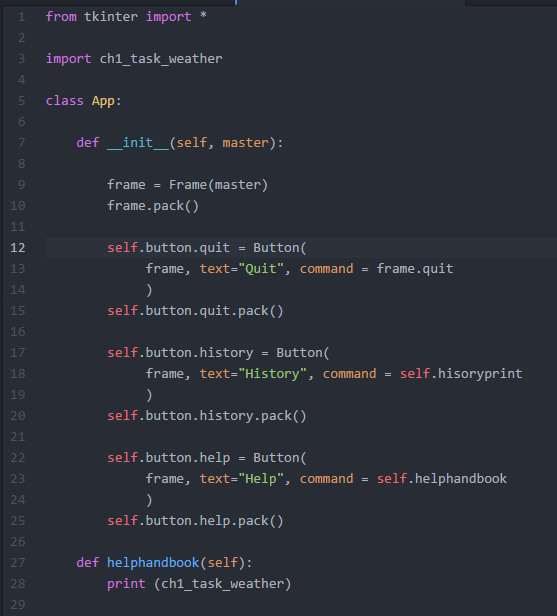 1 from tkinter import *
2
3 import ch1_task_weather
4
5 class App:
6
7     def __init__(self, master):
8
9         frame = Frame(master)
10         frame.pack()
11
12         self.button.quit = Button(
13              frame, text="Quit", command = frame.quit
14              )
15         self.button.quit.pack()
16
17         self.button.history = Button(
18              frame, text="History", command = self.hisoryprint
19              )
20         self.button.history.pack()
21
22         self.button.help = Button(
23              frame, text="Help", command = self.helphandbook
24              )
25         self.button.help.pack()
26
27     def helphandbook(self):
28         print (ch1_task_weather)
29